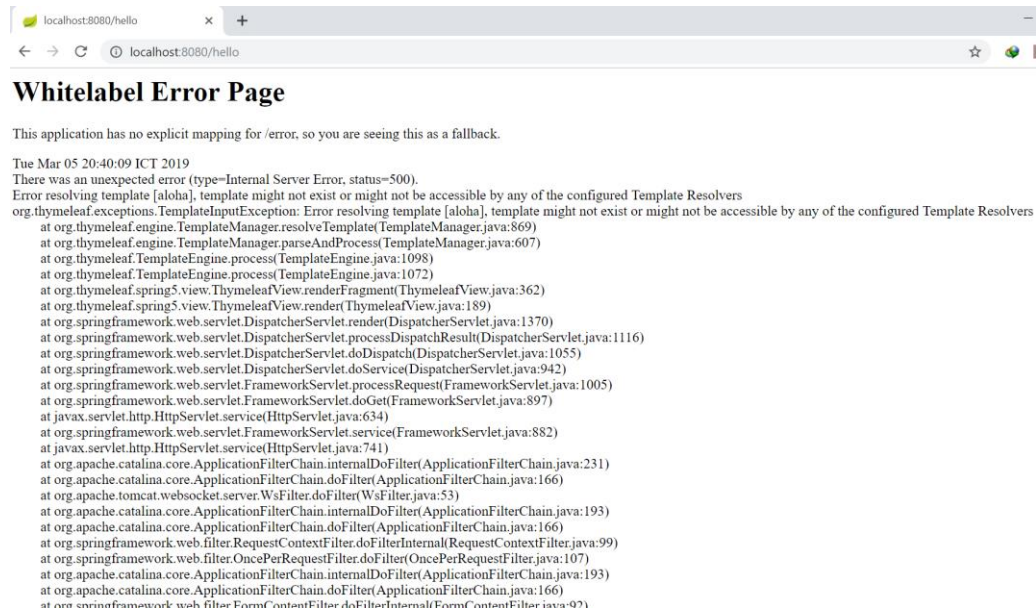 localhost:8080/hello
localhost:8080/hello
Whitelabel Error Page
This application has no explicit mapping for /error, so you are seeing this as a fallback.
Tue Mar 05 20:40:09 ICT 2019
There was an unexpected error (type=Internal Server Error, status=500).
Error resolving template [aloha], template might not exist or might not be accessible by any of the configured Template Resolvers
org.thymeleaf.exceptions.TemplateInputException: Error resolving template [aloha], template might not exist or might not be accessible by any of the configured Template Resolvers
at org.thymeleaf.engine.TemplateManager.resolveTemplate(TemplateManager.java:869)
at org.thymeleaf.engine.TemplateManager.parseAndProcess(TemplateManager.java:607)
at org.thymeleaf.TemplateEngine.process(TemplateEngine.java:1098)
at org.thymeleaf.TemplateEngine.process(TemplateEngine.java:1072)
at org.thymeleaf.spring5.view.ThymeleafView.renderFragment(ThymeleafView.java:362)
at org.thymeleaf.spring5.view.ThymeleafView.render(ThymeleafView.java:189)
at org.springframework.web.servlet.DispatcherServlet.render(DispatcherServlet.java:1370)
at org.springframework.web.servlet.DispatcherServlet.processDispatchResult(DispatcherServlet.java:1116)
at org.springframework.web.servlet.DispatcherServlet.doDispatch(DispatcherServlet.java:1055)
at org.springframework.web.servlet.DispatcherServlet.doService(DispatcherServlet.java:942)
at org.springframework.web.servlet.FrameworkServlet.processRequest(FrameworkServlet.java:1005)
at org.springframework.web.servlet.FrameworkServlet.doGet(FrameworkServlet.java:897)
at javax.servlet.http.HttpServlet.service(HttpServlet.java:634)
at org.springframework.web.servlet.FrameworkServlet.service(FrameworkServlet.java:882)
at javax.servlet.http.HttpServlet.service(HttpServlet.java:741)
at org.apache.catalina.core.ApplicationFilterChain.internalDoFilter(ApplicationFilterChain.java:231)
at org.apache.catalina.core.ApplicationFilterChain.doFilter(ApplicationFilterChain.java:166)
at org.apache.tomcat.websocket.server.WsFilter.doFilter(WsFilter.java:53)
at org.apache.catalina.core.ApplicationFilterChain.internalDoFilter(ApplicationFilterChain.java:193)
at org.apache.catalina.core.ApplicationFilterChain.doFilter(ApplicationFilterChain.java:166)
at org.springframework.web.filter.RequestContextFilter.doFilterInternal(RequestContextFilter.java:99)
at org.springframework.web.filter.OncePerRequestFilter.doFilter(OncePerRequestFilter.java:107)
at org.apache.catalina.core.ApplicationFilterChain.internalDoFilter(ApplicationFilterChain.java:193)
at org.apache.catalina.core.ApplicationFilterChain.doFilter(ApplicationFilterChain.java:166)
at org.springframework.web.filter.FormContentFilter.doFilterInternal(FormContentFilter.java:92)